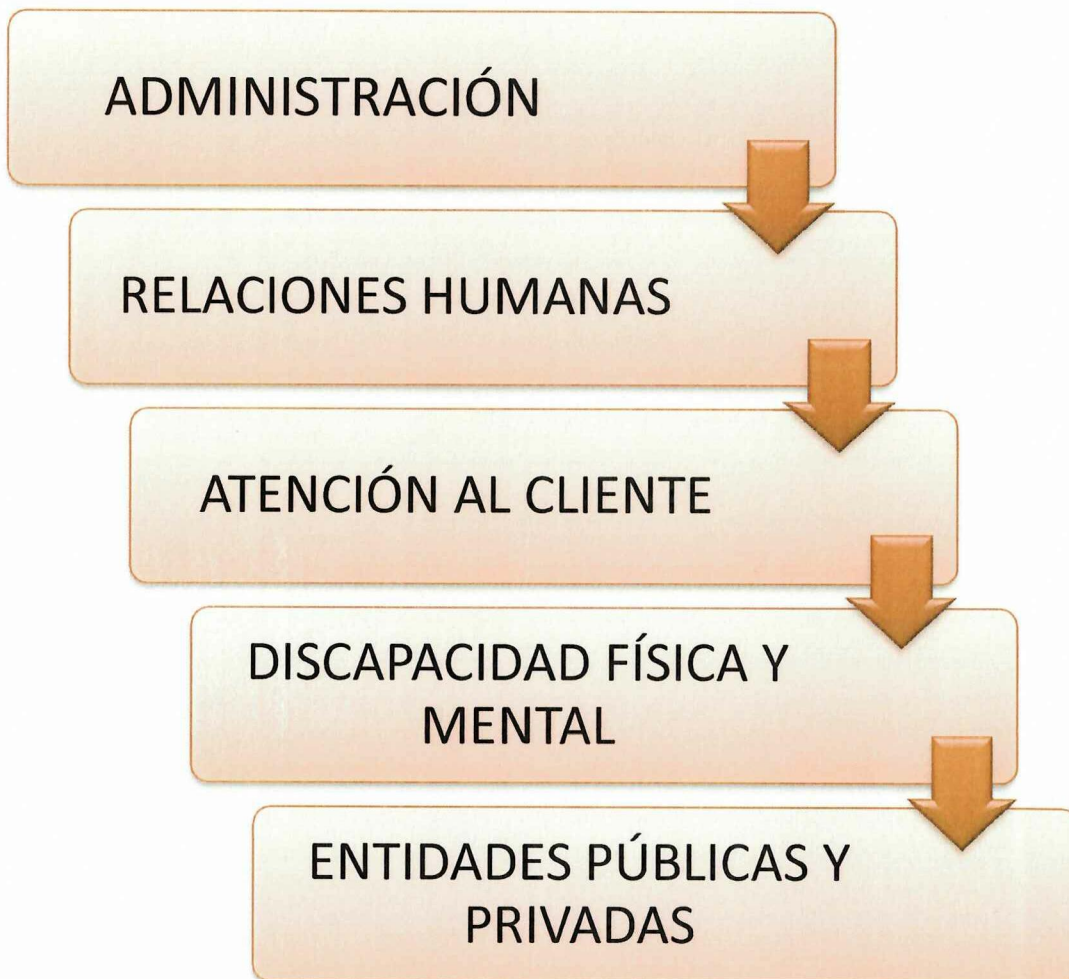 ADMINISTRACIÓN
RELACIONES HUMANAS
ATENCIÓN AL CLIENTE
DISCAPACIDAD FÍSICA Y
MENTAL
ENTIDADES PÚBLICAS Y
PRIVADAS